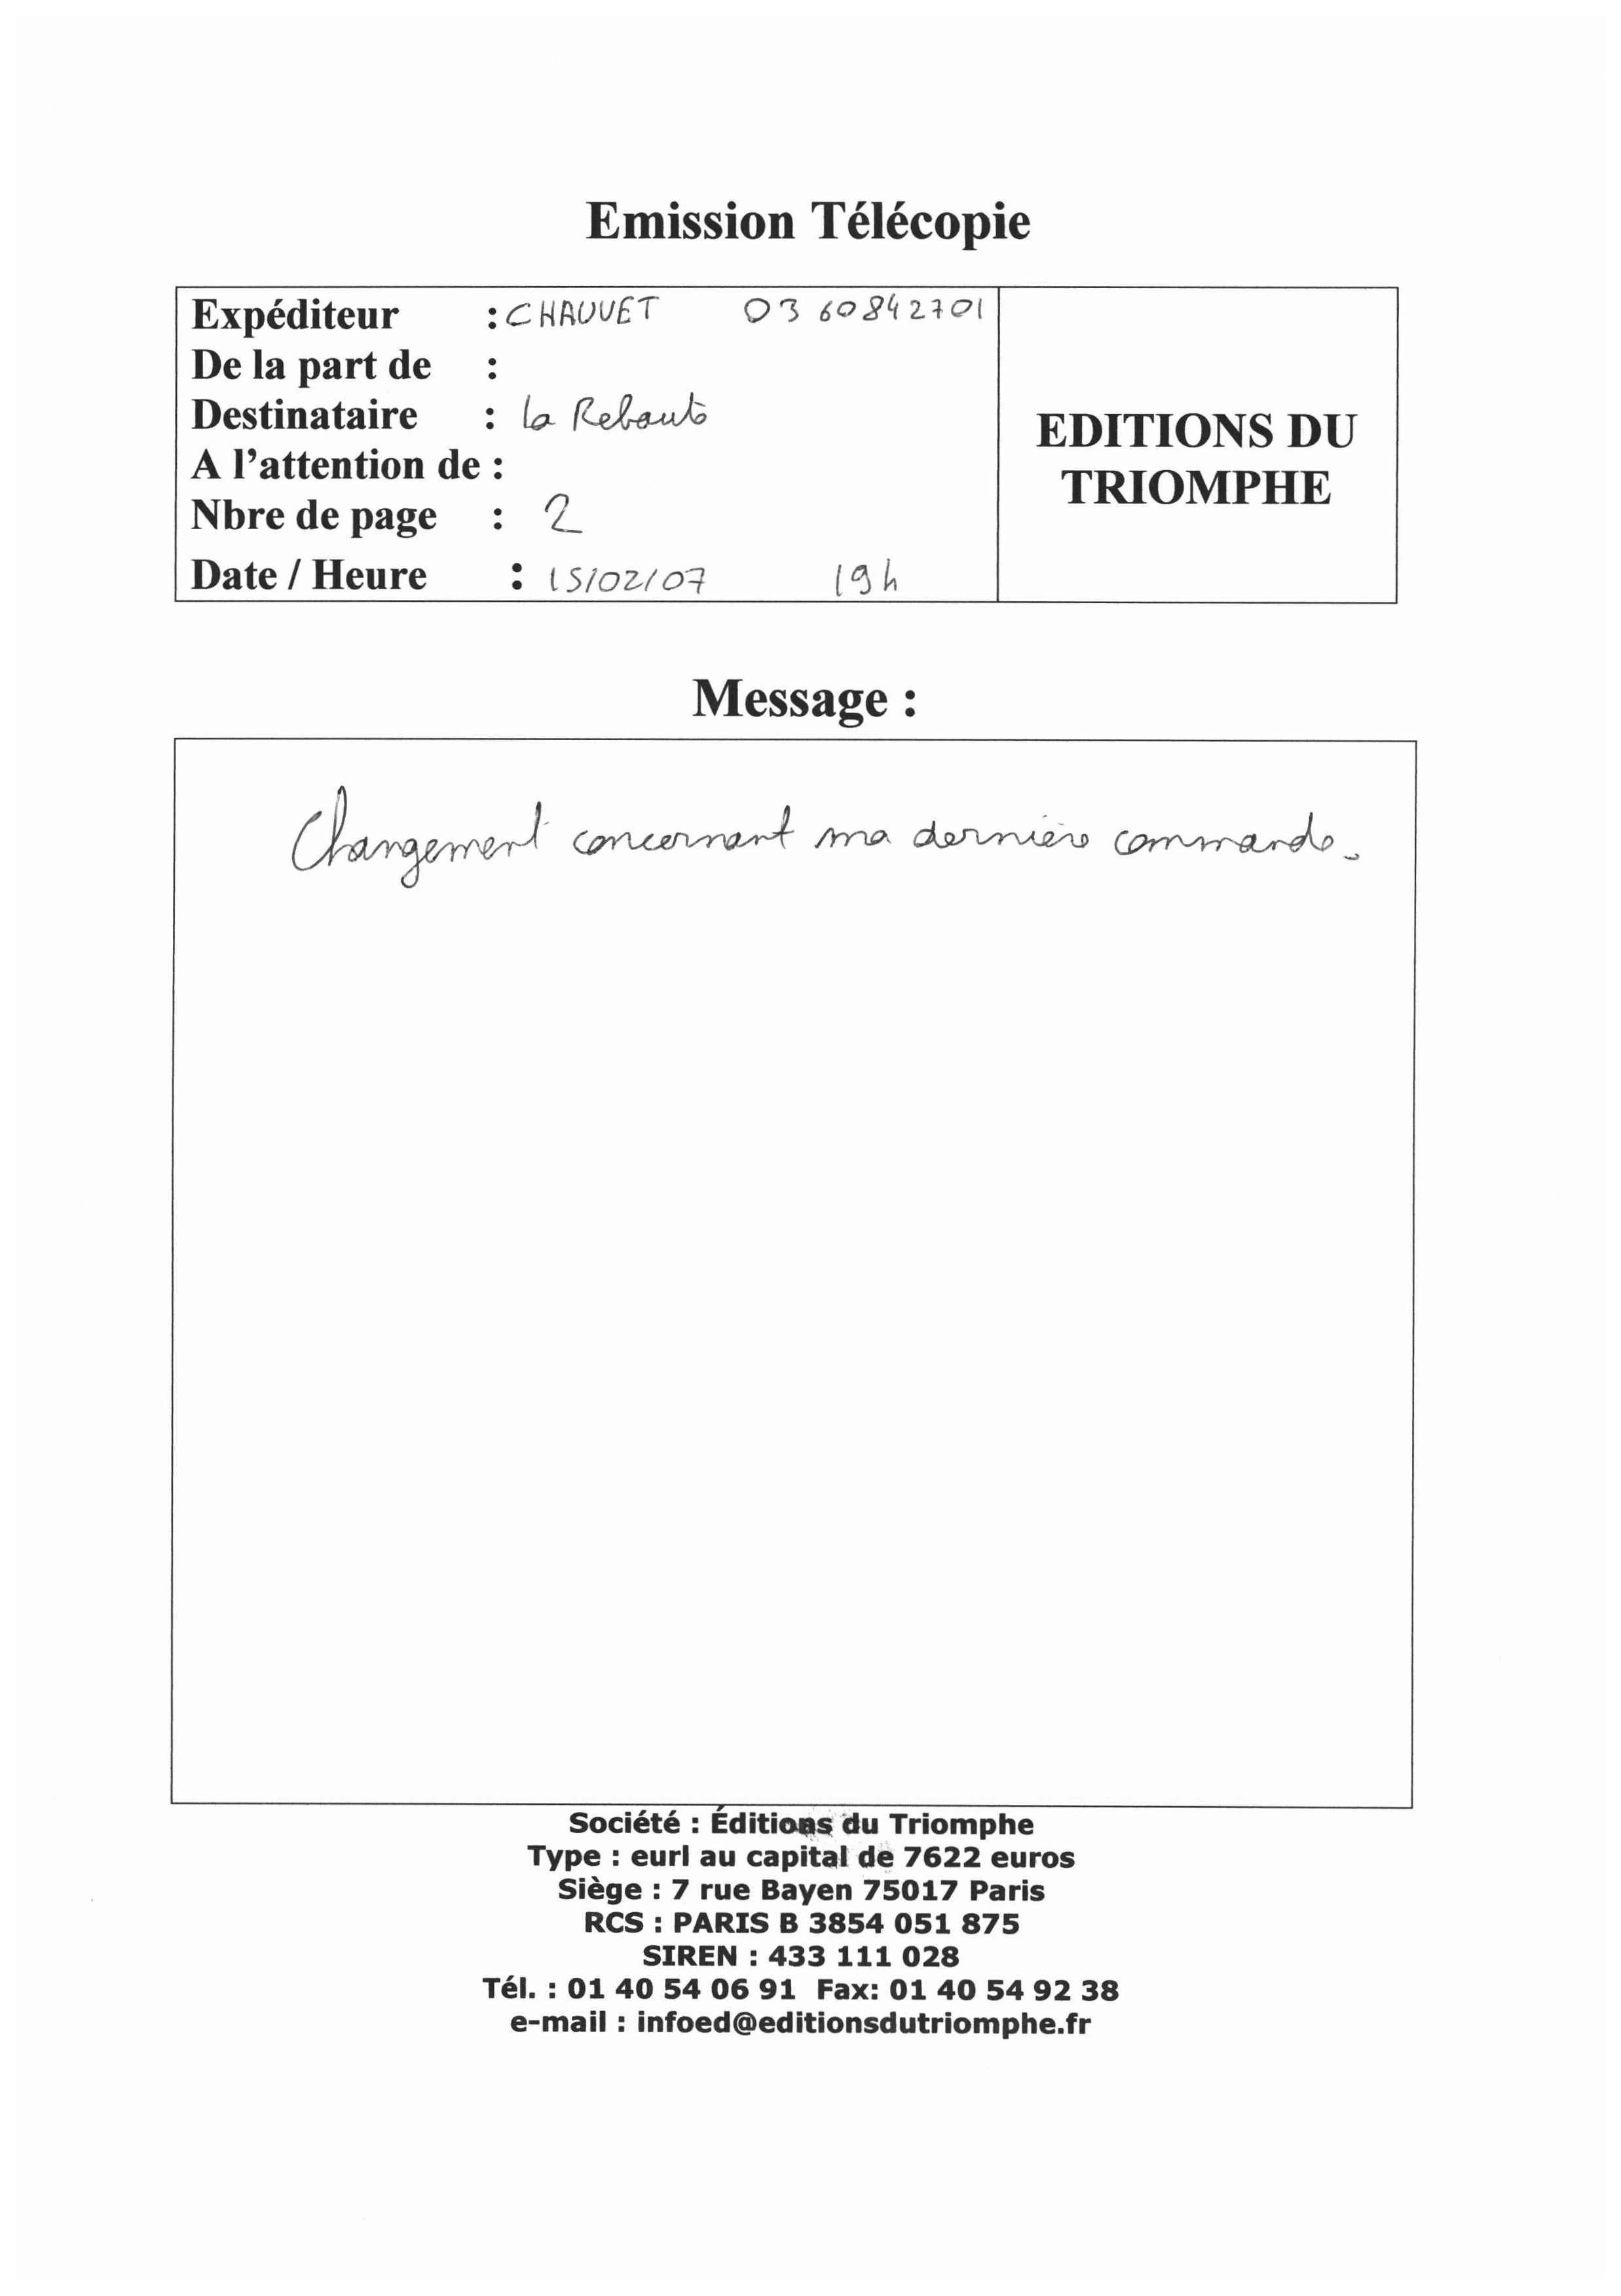 Emission Télécopie
Expéditeur : CHAUVET 03 60842701
De la part de :
Destinataire : la Reboute
A l'attention de :
Nbre de page : 2
Date / Heure : 15/02/07 19h
EDITIONS DU
TRIOMPHE
Message :
Changement concernant ma dernière commande.
Société : Éditions du Triomphe
Type : eurl au capital de 7622 euros
Siège : 7 rue Bayen 75017 Paris
RCS : PARIS B 3854 051 875
SIREN : 433 111 028
Tél. : 01 40 54 06 91 Fax: 01 40 54 92 38
e-mail : infoed@editionsdutriomphe.fr